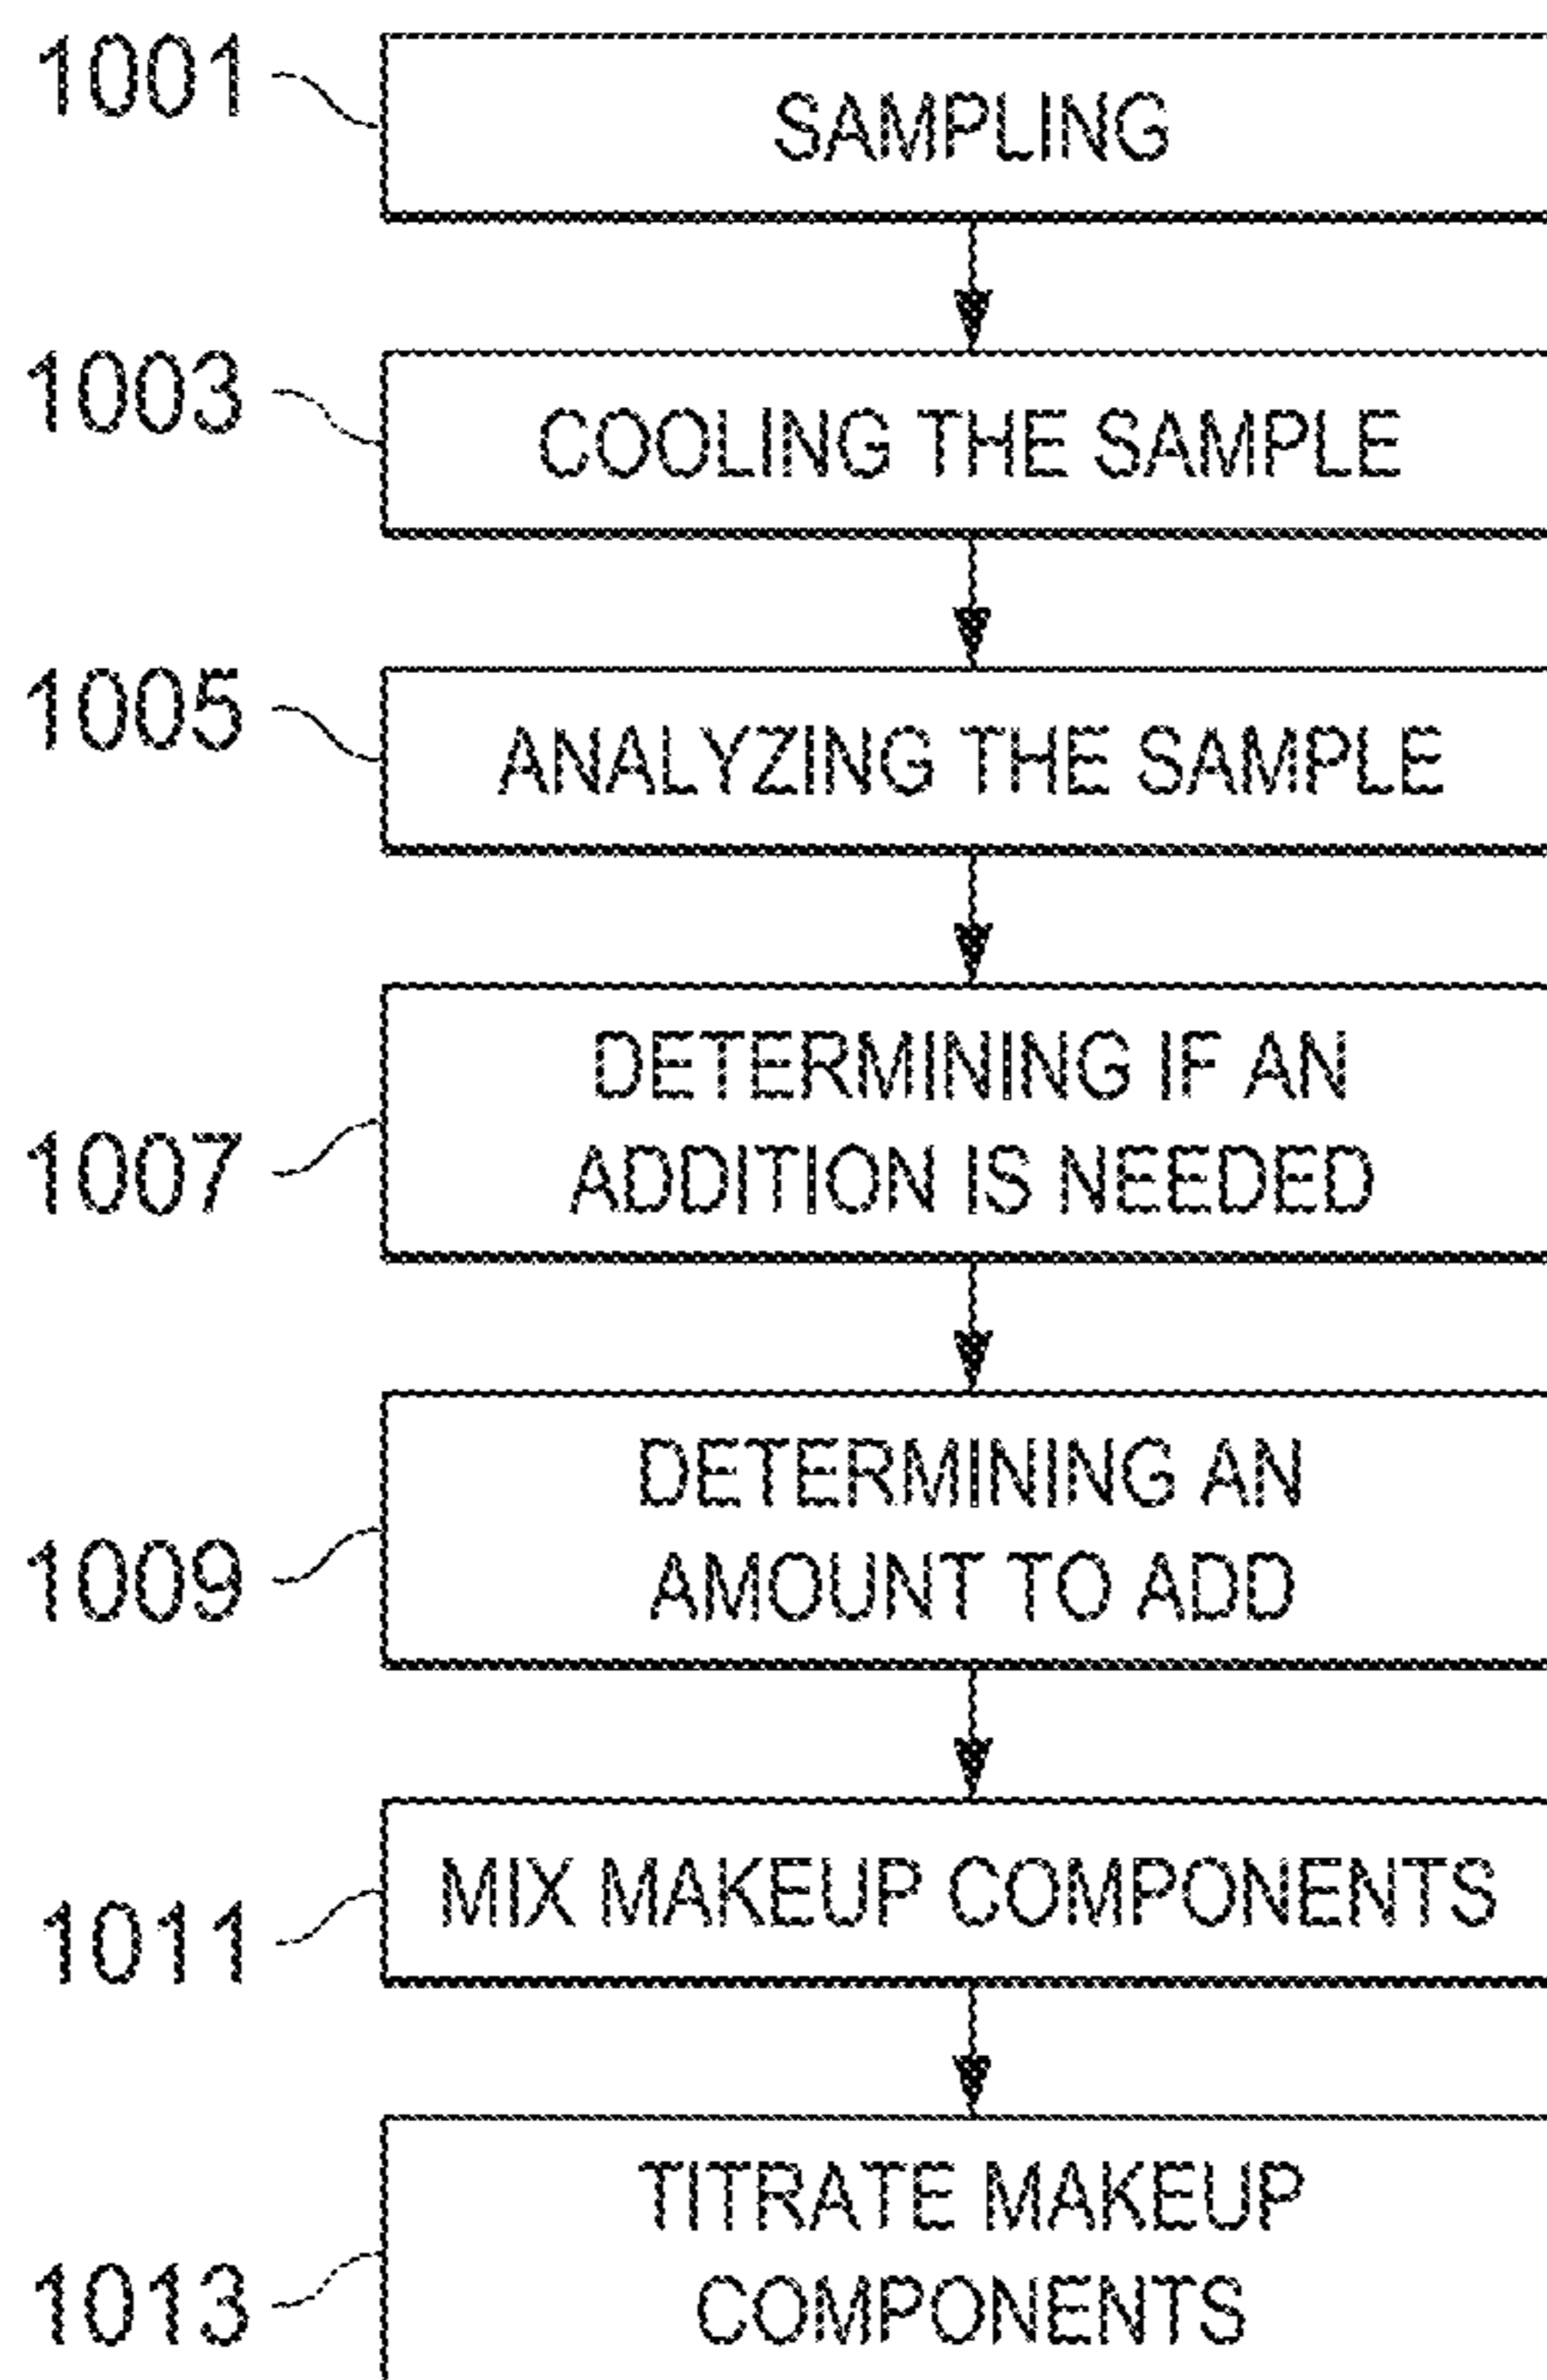 1001
SAMPLING
1003
COOLING THE SAMPLE
1005
ANALYZING THE SAMPLE
1007
DETERMINING IF AN
ADDITION IS NEEDED
1009
DETERMINING AN
AMOUNT TO ADD
1011
MIX MAKEUP COMPONENTS
1013
TITRATE MAKEUP
COMPONENTS